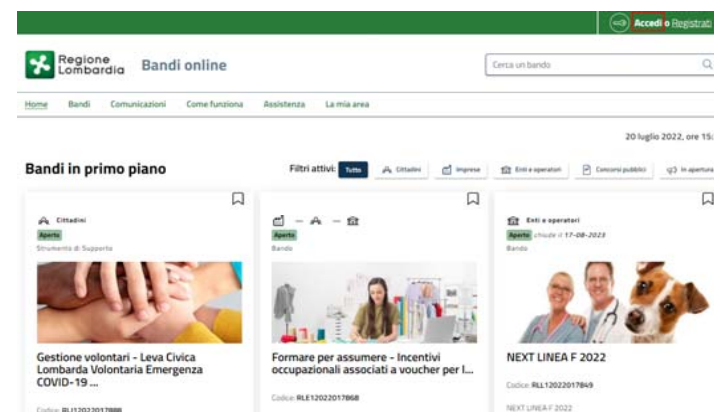 Accedi o Registrati
Regione
Lombardia
Bandi online
Cerca un bando
Home Bandi Comunicazioni Come funziona Assistenza La mia area
20 luglio 2022, ore 15:
Bandi in primo piano
Filtri attivi: Tutto Cittadini Imprese Enti e operatori Concorsi pubblici In apertura
Cittadini
Aperto
Strumento di Supporto
Gestione volontari - Leva Civica
Lombarda Volontaria Emergenza
COVID-19 ...
Codice: RLI12022017888
Aperto
Bando
Formare per assumere - Incentivi
occupazionali associati a voucher per l...
Codice: RLE12022017868
Enti e operatori
Aperto chiude il 17-08-2023
Bando
NEXT LINEA F 2022
Codice: RLL12022017849
NEXT LINEA F 2022